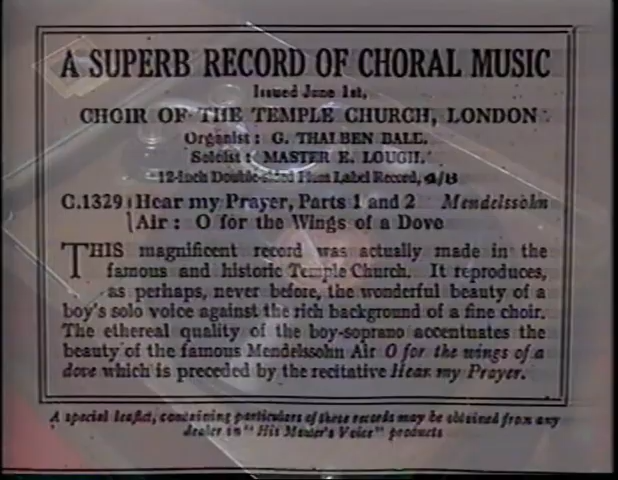 A SUPERB RECORD OF CHORAL MUSIC
Issued June 1st,
CHOIR OF THE TEMPLE CHURCH, LONDON
Organist: G. THALBEN BALL.
Soloist: MASTER E. LOUGH.
12-inch Double-sided Plum Label Record, 4/6
C.1329 Hear my Prayer, Parts 1 and 2 Mendelssohn
Air: O for the Wings of a Dove
THIS magnificent record was actually made in the
famous and historic Temple Church. It reproduces,
as perhaps, never before, the wonderful beauty of a
boy's solo voice against the rich background of a fine choir.
The ethereal quality of the boy-soprano accentuates the
beauty of the famous Mendelssohn Air O for the wings of a
dove which is preceded by the recitative Hear my Prayer.
A special leaflet, containing particulars of these records may be obtained from any
dealer in "His Master's Voice" products